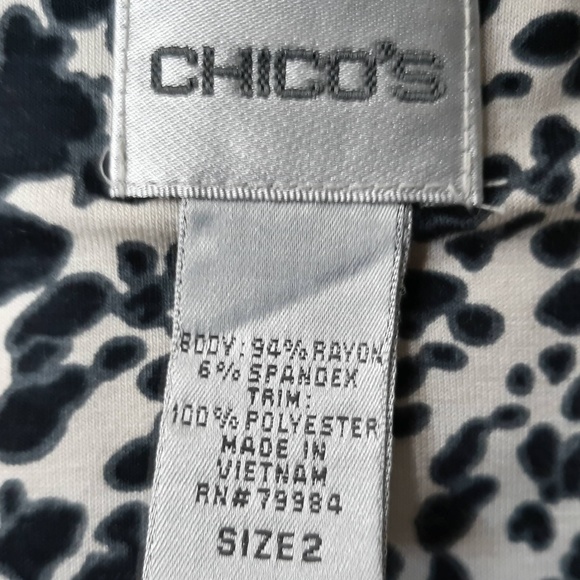 CHICO'S
BODY: 94% RAYON
6% SPANDEX
TRIM:
100% POLYESTER
MADE IN
VIETNAM
RN# 79984
SIZE 2